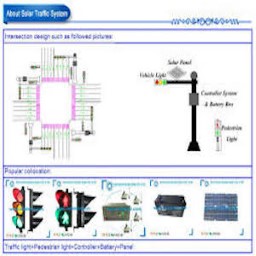 About Solar Traffic System
Intersection design such as followed pictures:
Solar Panel
Vehicle Light
Controller System
& Battery Box
Pedestrian
Light
Popular collocation:
Traffic light+Pedestrian light+Controller+Battery+Panel